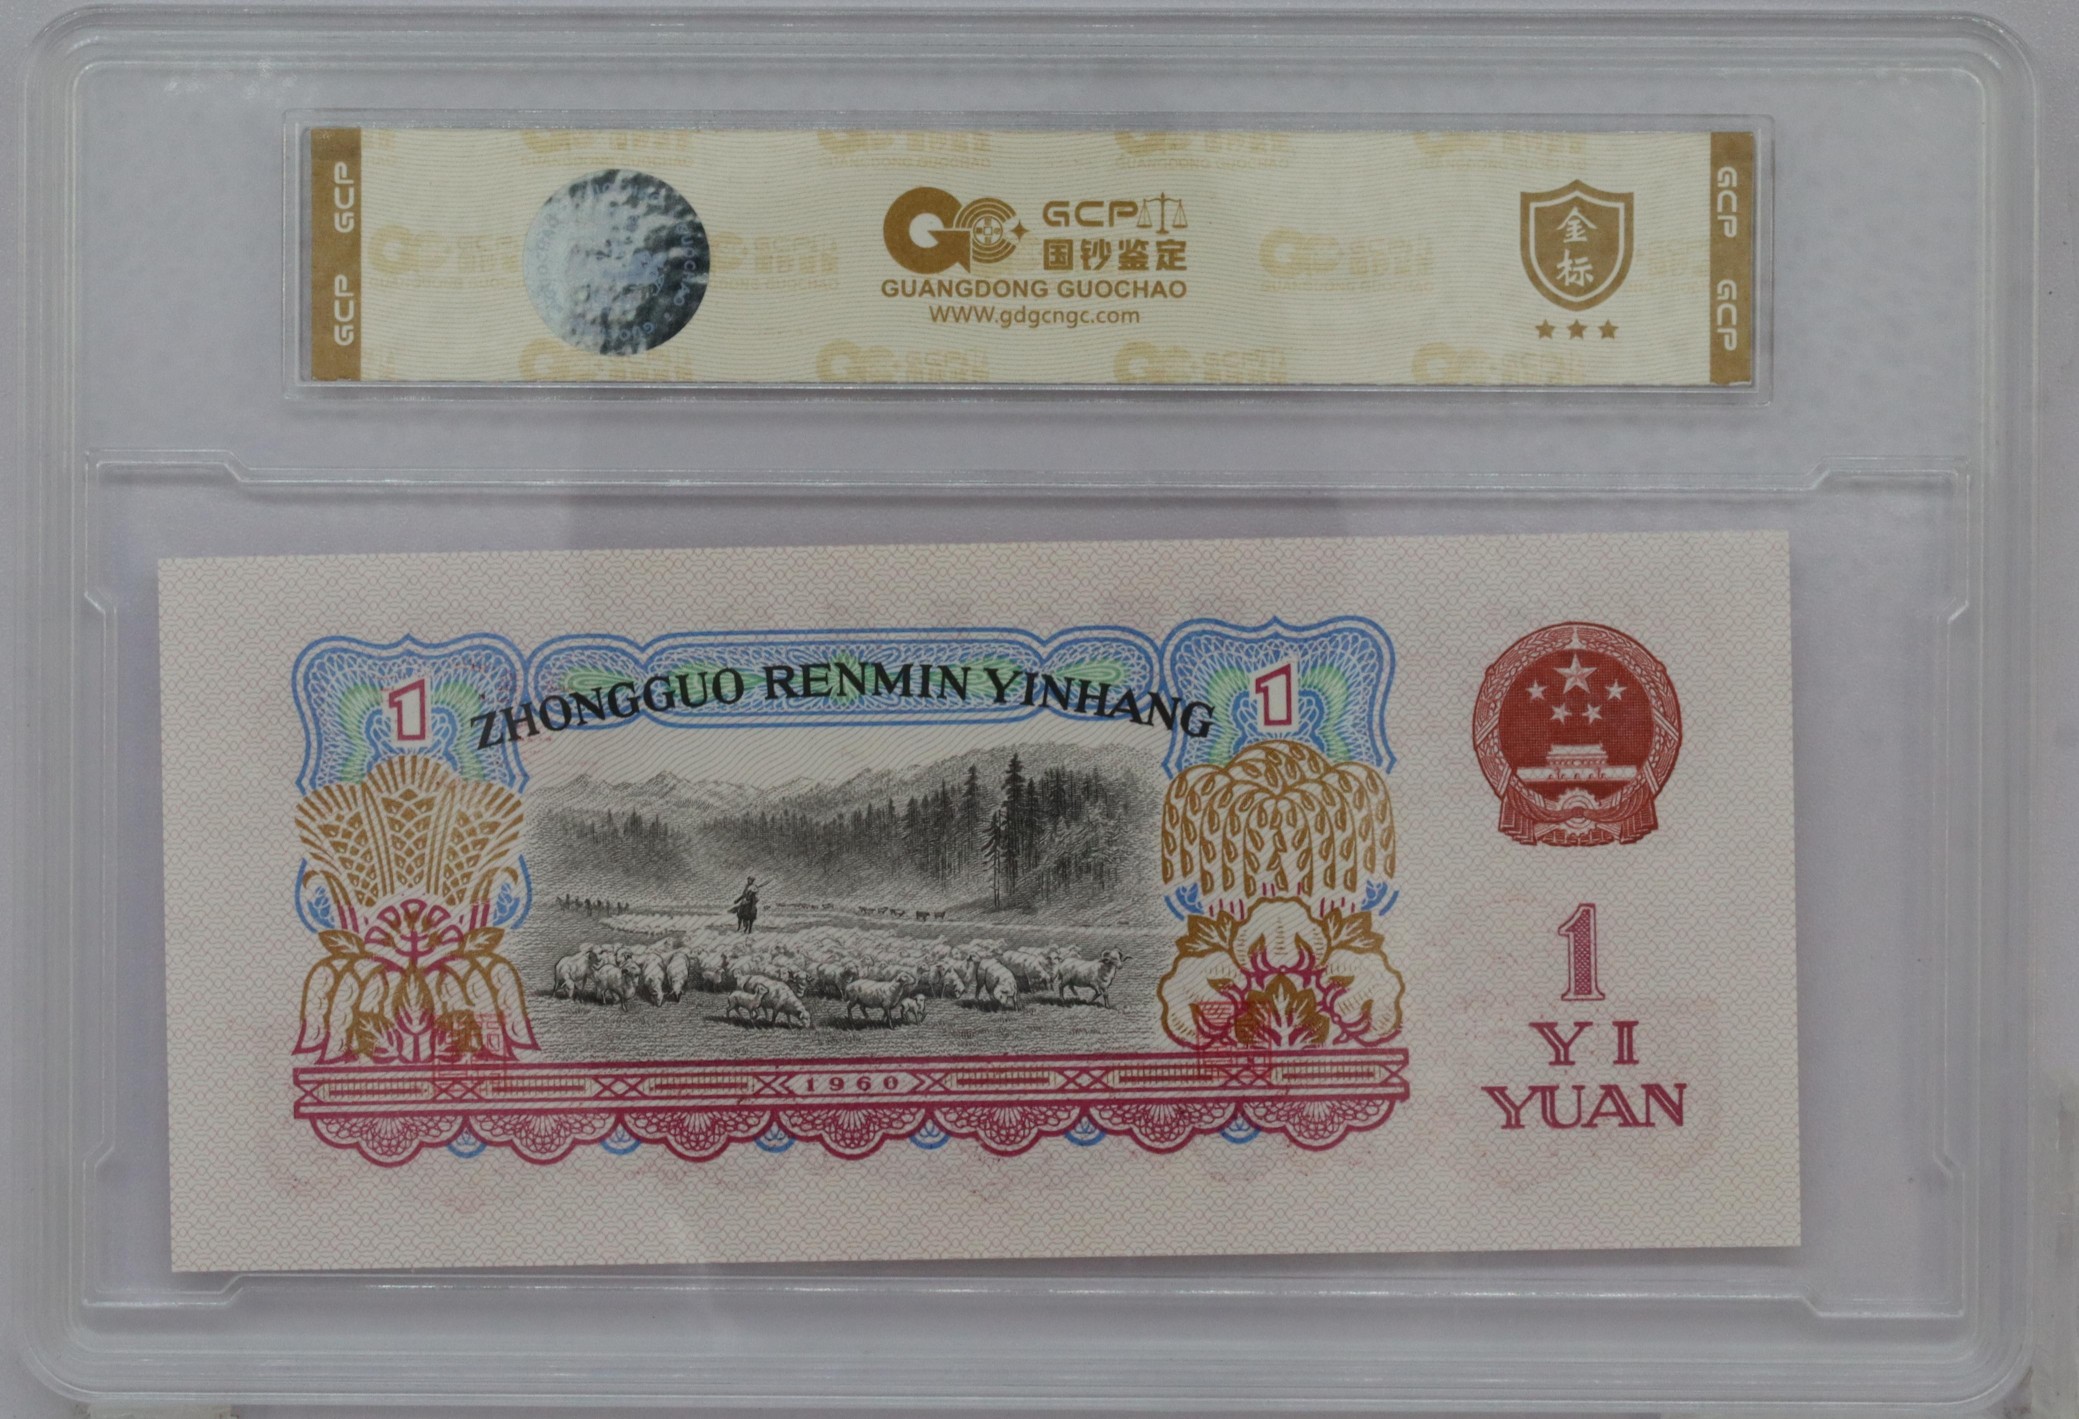 GCP GCP
GCP
国钞鉴定
GUANGDONG GUOCHAO
www.gdgcngc.com
金
标
GCP GCP
1
ZHONGGUO RENMIN YINHANG
1
1960
1
YI
YUAN